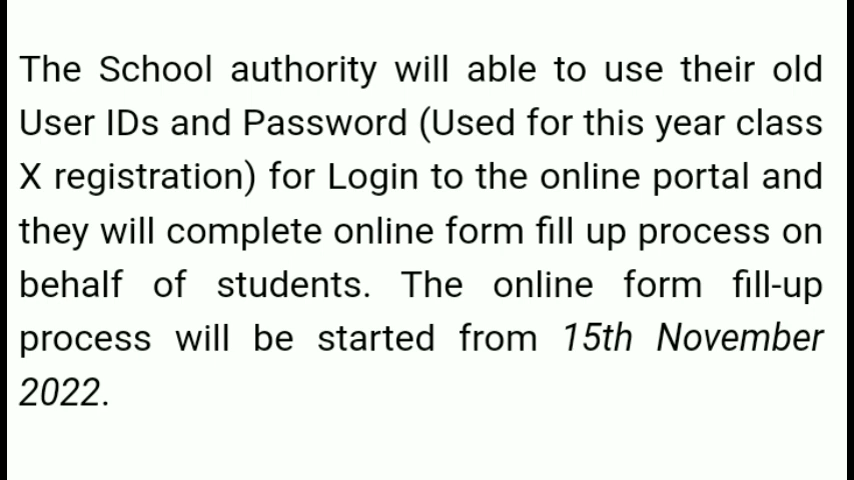 The School authority will able to use their old
User IDs and Password (Used for this year class
X registration) for Login to the online portal and
they will complete online form fill up process on
behalf of students. The online form fill-up
process will be started from 15th November
2022.